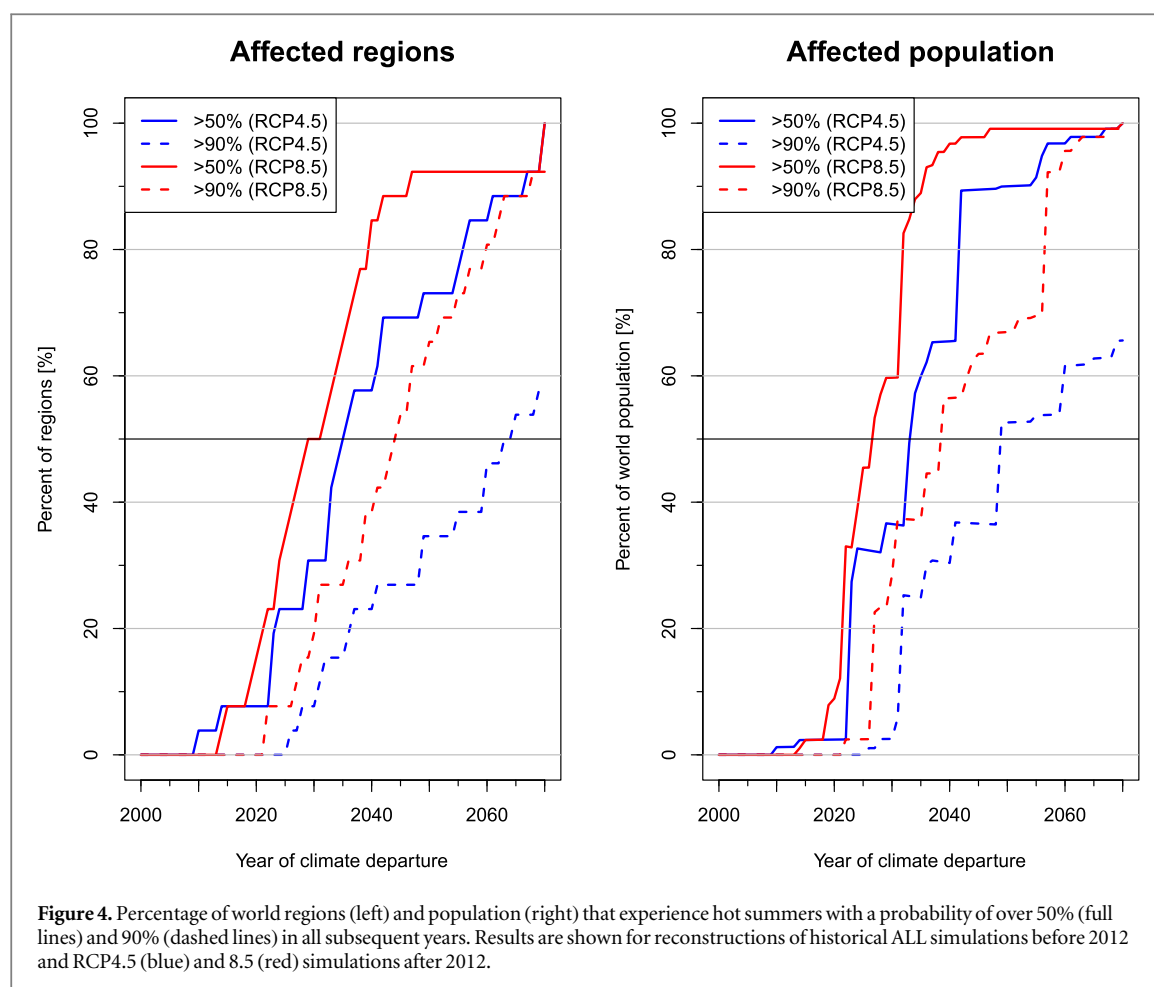 Affected regions
>50% (RCP4.5)
>90% (RCP4.5)
>50% (RCP8.5)
>90% (RCP8.5)
Percent of regions [%]
100
80
60
40
20
0
2000 2020 2040 2060
Year of climate departure
Affected population
>50% (RCP4.5)
>90% (RCP4.5)
>50% (RCP8.5)
>90% (RCP8.5)
Percent of world population [%]
100
80
60
40
20
0
2000 2020 2040 2060
Year of climate departure
Figure 4. Percentage of world regions (left) and population (right) that experience hot summers with a probability of over 50% (full
lines) and 90% (dashed lines) in all subsequent years. Results are shown for reconstructions of historical ALL simulations before 2012
and RCP4.5 (blue) and 8.5 (red) simulations after 2012.